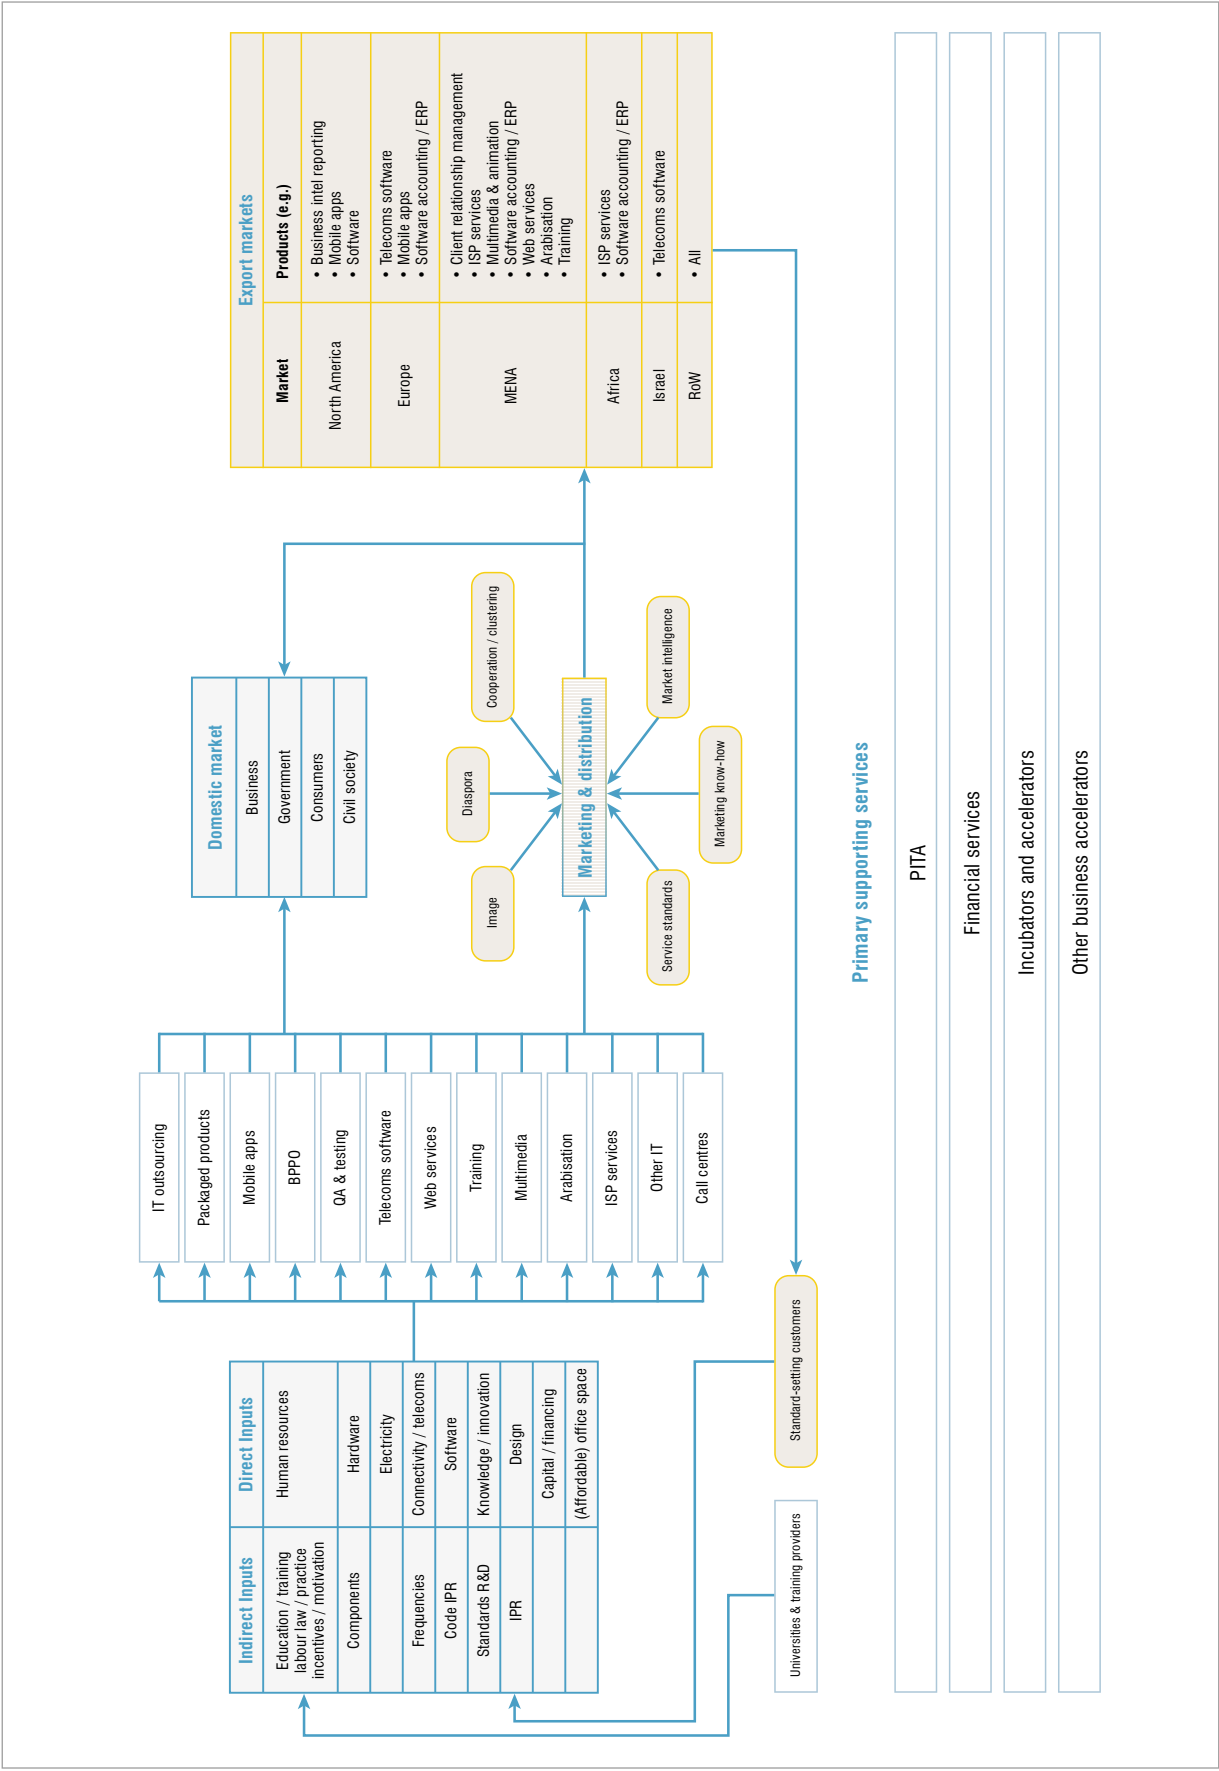 Indirect Inputs
Direct Inputs
Education / training
labour law / practice
incentives / motivation
Human resources
Components
Hardware
Electricity
Frequencies
Connectivity / telecoms
Code IPR
Software
Standards R&D
Knowledge / innovation
IPR
Design
Capital / financing
(Affordable) office space
Universities & training providers
Standard-setting customers
IT outsourcing
Packaged products
Mobile apps
BPPO
QA & testing
Telecoms software
Web services
Training
Multimedia
Arabisation
ISP services
Other IT
Call centres
Domestic market
Business
Government
Consumers
Civil society
Image
Diaspora
Cooperation / clustering
Marketing & distribution
Service standards
Marketing know-how
Market intelligence
Export markets
Market
Products (e.g.)
North America
• Business intel reporting
• Mobile apps
• Software
Europe
• Telecoms software
• Mobile apps
• Software accounting / ERP
MENA
• Client relationship management
• ISP services
• Multimedia & animation
• Software accounting / ERP
• Web services
• Arabisation
• Training
Africa
• ISP services
• Software accounting / ERP
Israel
• Telecoms software
RoW
• All
Primary supporting services
PITA
Financial services
Incubators and accelerators
Other business accelerators